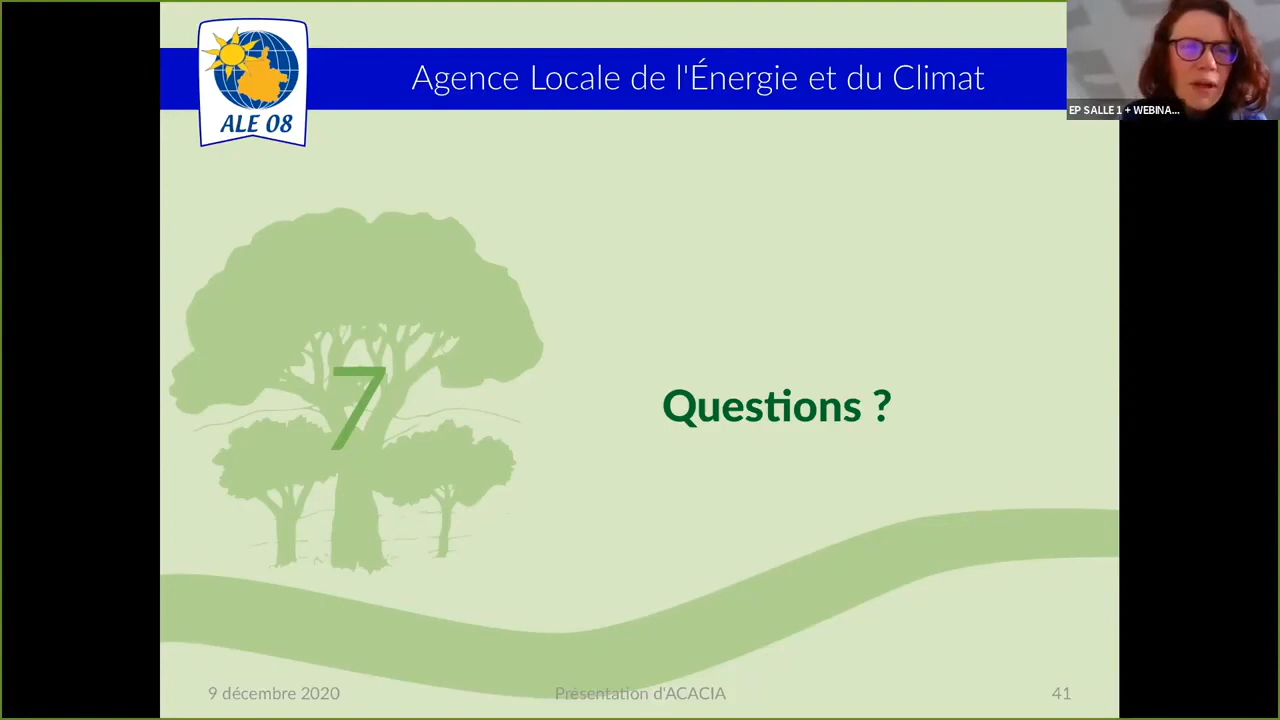 Agence Locale de l'Énergie et du Climat
ALE 08
EP SALLE 1 + WEBINA...
7
Questions ?
9 décembre 2020
Présentation d'ACACIA
41